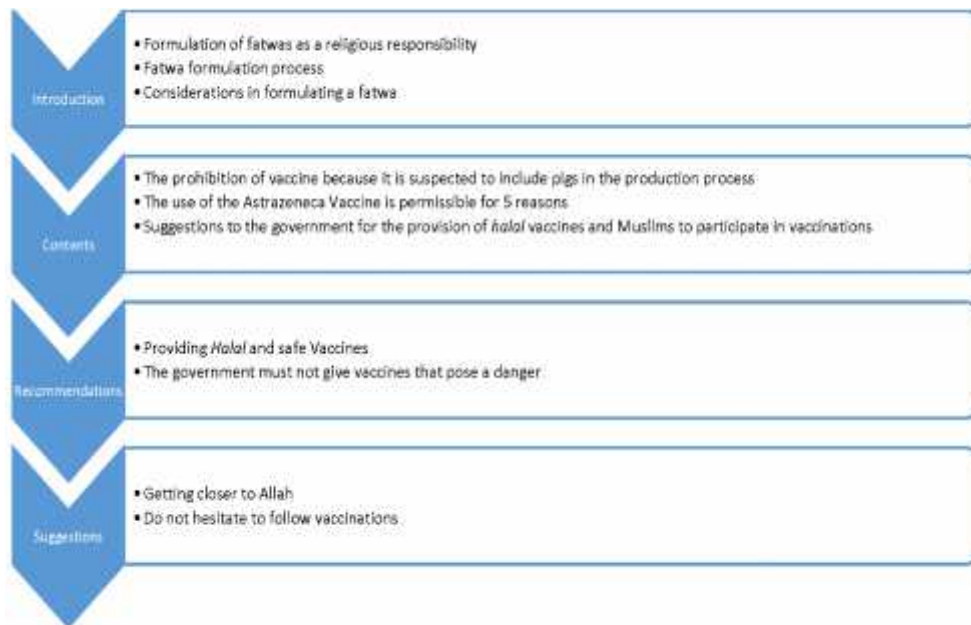 Introduction
• Formulation of fatwas as a religious responsibility
• Fatwa formulation process
• Considerations in formulating a fatwa
Contents
• The prohibition of vaccine because it is suspected to include pigs in the production process
• The use of the Astrazeneca Vaccine is permissible for 5 reasons
• Suggestions to the government for the provision of halal vaccines and Muslims to participate in vaccinations
Recommendations
• Providing Halal and safe Vaccines
• The government must not give vaccines that pose a danger
Suggestions
• Getting closer to Allah
• Do not hesitate to follow vaccinations